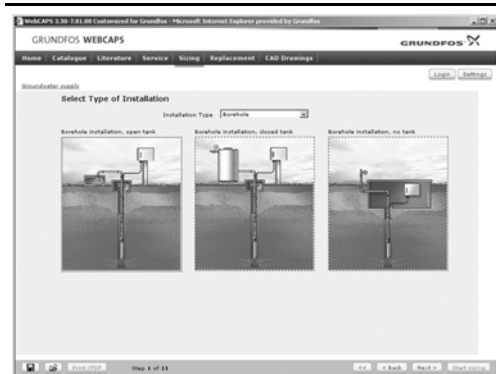 WebCAPS 3.30-7.81.08 Customized for Grundfos - Microsoft Internet Explorer provided by Grundfos
GRUNDFOS WEBCAPS
GRUNDFOS
Home Catalogue Literature Service Sizing Replacement CAD Drawings
Login Settings
Groundwater supply
Select Type of Installation
Installation Type Borehole
Borehole installation, open tank Borehole installation, closed tank Borehole installation, no tank
Print/PDF Step 1 of 11 << < Back Next > Start sizing